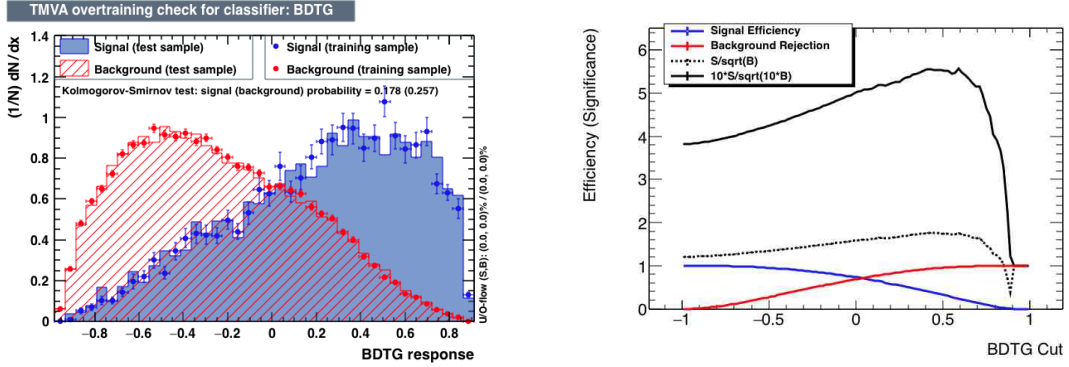 TMVA overtraining check for classifier: BDTG
(1/N) dN / dx
1.4
1.2
1
0.8
0.6
0.4
0.2
0
Signal (test sample)
Background (test sample)
Signal (training sample)
Background (training sample)
Kolmogorov-Smirnov test: signal (background) probability = 0.178 (0.257)
−0.8 −0.6 −0.4 −0.2 0 0.2 0.4 0.6 0.8
BDTG response
U/O-flow (S,B): (0.0, 0.0)% / (0.0, 0.0)%
Efficiency (Significance)
6
5
4
3
2
1
0
Signal Efficiency
Background Rejection
S/sqrt(B)
10*S/sqrt(10*B)
−1 −0.5 0 0.5 1
BDTG Cut